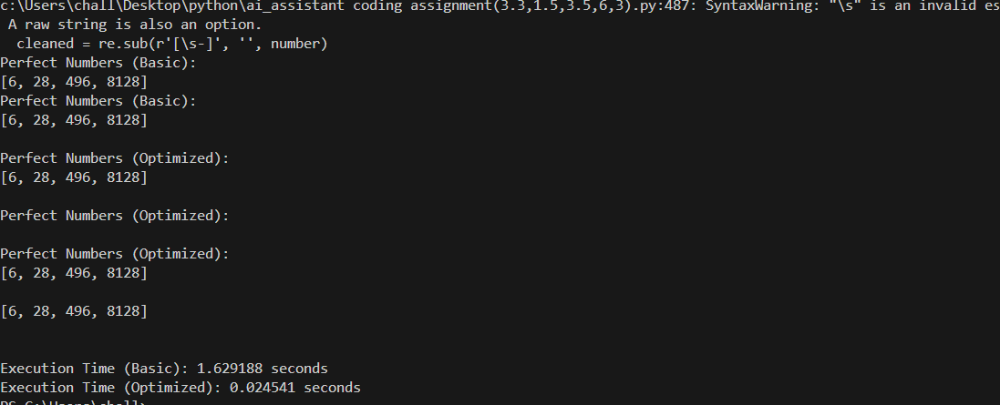 c:\Users\chall\Desktop\python\ai_assistant coding assignment(3.3,1.5,3.5,6,3).py:487: SyntaxWarning: "\s" is an invalid es
A raw string is also an option.
cleaned = re.sub(r'[\s-]', '', number)
Perfect Numbers (Basic):
[6, 28, 496, 8128]
Perfect Numbers (Basic):
[6, 28, 496, 8128]
Perfect Numbers (Optimized):
[6, 28, 496, 8128]
Perfect Numbers (Optimized):
Perfect Numbers (Optimized):
[6, 28, 496, 8128]
[6, 28, 496, 8128]
Execution Time (Basic): 1.629188 seconds
Execution Time (Optimized): 0.024541 seconds
PS C:\Users\chall>